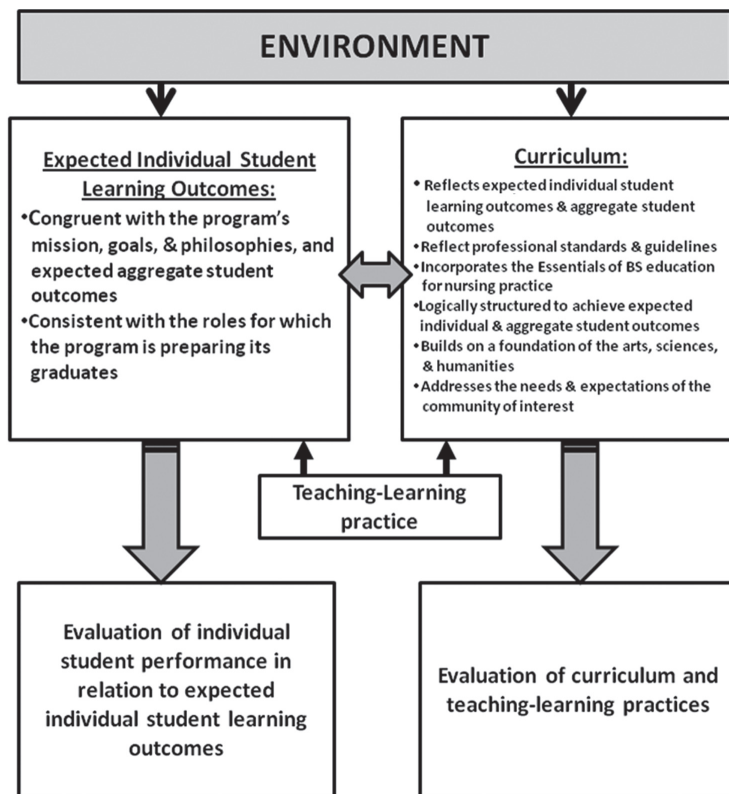 ENVIRONMENT
Expected Individual Student
Learning Outcomes:
•Congruent with the program's
mission, goals, & philosophies, and
expected aggregate student
outcomes
•Consistent with the roles for which
the program is preparing its
graduates
Curriculum:
• Reflects expected individual student
learning outcomes & aggregate student
outcomes
•Reflect professional standards & guidelines
•Incorporates the Essentials of BS education
for nursing practice
•Logically structured to achieve expected
individual & aggregate student outcomes
•Builds on a foundation of the arts, sciences,
& humanities
•Addresses the needs & expectations of the
community of interest
Teaching-Learning
practice
Evaluation of individual
student performance in
relation to expected
individual student learning
outcomes
Evaluation of curriculum and
teaching-learning practices